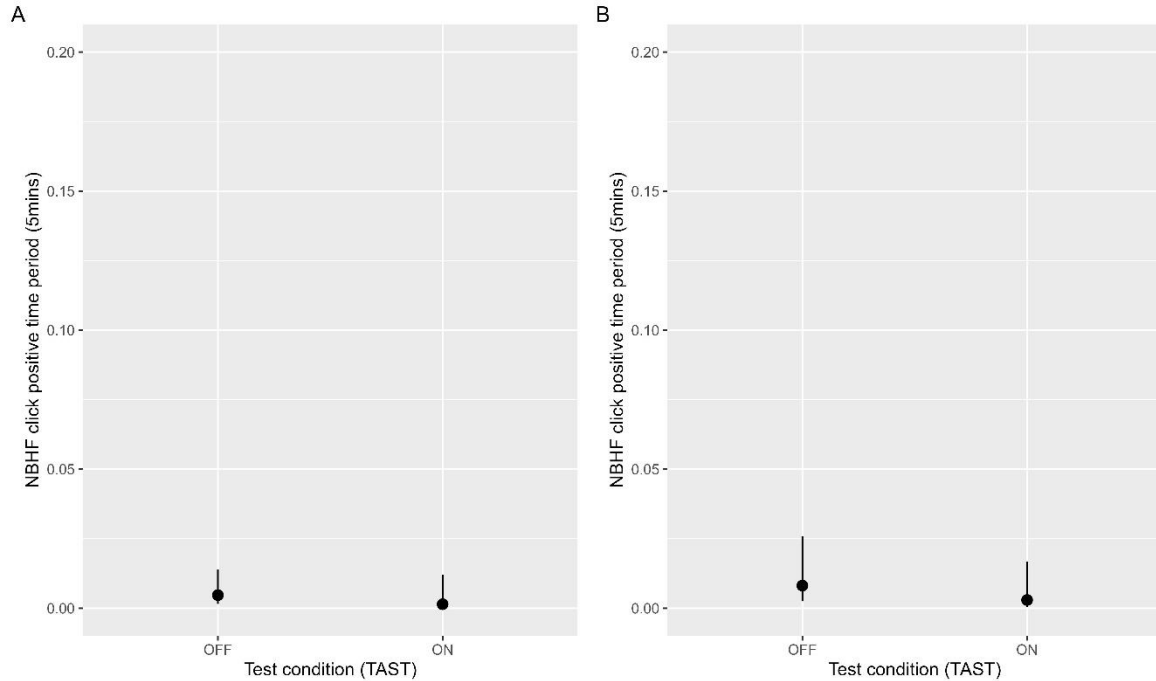 A
NBHF click positive time period (5mins)
0.20
0.15
0.10
0.05
0.00
OFF
ON
Test condition (TAST)
B
NBHF click positive time period (5mins)
0.20
0.15
0.10
0.05
0.00
OFF
ON
Test condition (TAST)